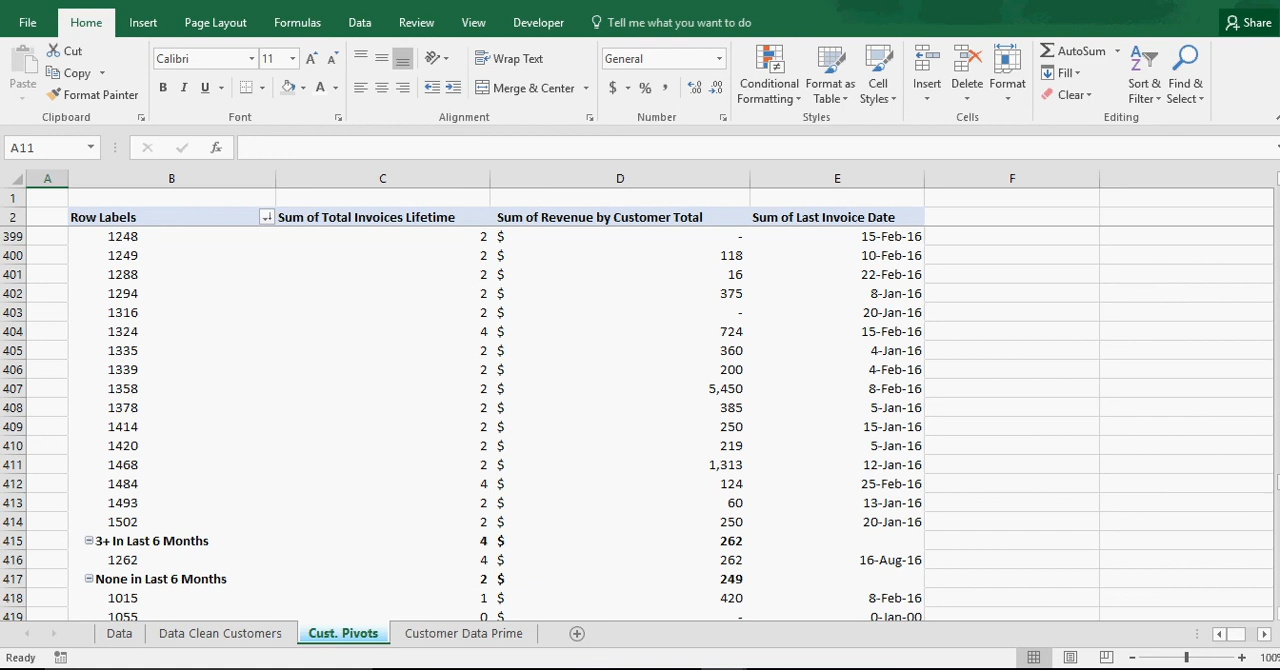 File Home Insert Page Layout Formulas Data Review View Developer Tell me what you want to do Share
Paste Cut Copy Format Painter Clipboard
Calibri 11 A A B I U A Font
Wrap Text Merge & Center Alignment
General $ % , .0 .00 Number
Conditional Formatting Format as Table Cell Styles Styles
Insert Delete Format Cells
AutoSum Fill Clear Sort & Filter Find & Select Editing
A11 fx
A B C D E F
1
2 Row Labels Sum of Total Invoices Lifetime Sum of Revenue by Customer Total Sum of Last Invoice Date
399 1248 2 $ - 15-Feb-16
400 1249 2 $ 118 10-Feb-16
401 1288 2 $ 16 22-Feb-16
402 1294 2 $ 375 8-Jan-16
403 1316 2 $ - 20-Jan-16
404 1324 4 $ 724 15-Feb-16
405 1335 2 $ 360 4-Jan-16
406 1339 2 $ 200 4-Feb-16
407 1358 2 $ 5,450 8-Feb-16
408 1378 2 $ 385 5-Jan-16
409 1414 2 $ 250 15-Jan-16
410 1420 2 $ 219 5-Jan-16
411 1468 2 $ 1,313 12-Jan-16
412 1484 4 $ 124 25-Feb-16
413 1493 2 $ 60 13-Jan-16
414 1502 2 $ 250 20-Jan-16
415 3+ In Last 6 Months 4 $ 262
416 1262 4 $ 262 16-Aug-16
417 None in Last 6 Months 2 $ 249
418 1015 1 $ 420 8-Feb-16
419 1055 0 $ - 0-Jan-00
Data Data Clean Customers Cust. Pivots Customer Data Prime
Ready 100%